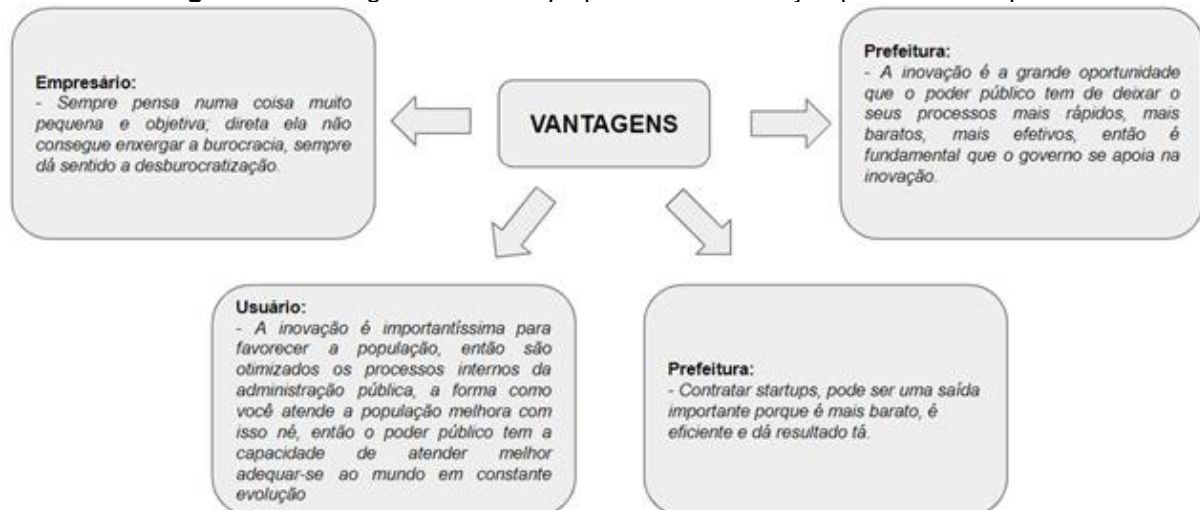 Empresário:
- Sempre pensa numa coisa muito
pequena e objetiva; direta ela não
consegue enxergar a burocracia, sempre
dá sentido a desburocratização.
VANTAGENS
Prefeitura:
- A inovação é a grande oportunidade
que o poder público tem de deixar o
seus processos mais rápidos, mais
baratos, mais efetivos, então é
fundamental que o governo se apoia na
inovação.
Usuário:
- A inovação é importantíssima para
favorecer a população, então são
otimizados os processos internos da
administração pública, a forma como
você atende a população melhora com
isso né, então o poder público tem a
capacidade de atender melhor
adequar-se ao mundo em constante
evolução
Prefeitura:
- Contratar startups, pode ser uma saída
importante porque é mais barato, é
eficiente e dá resultado tá.